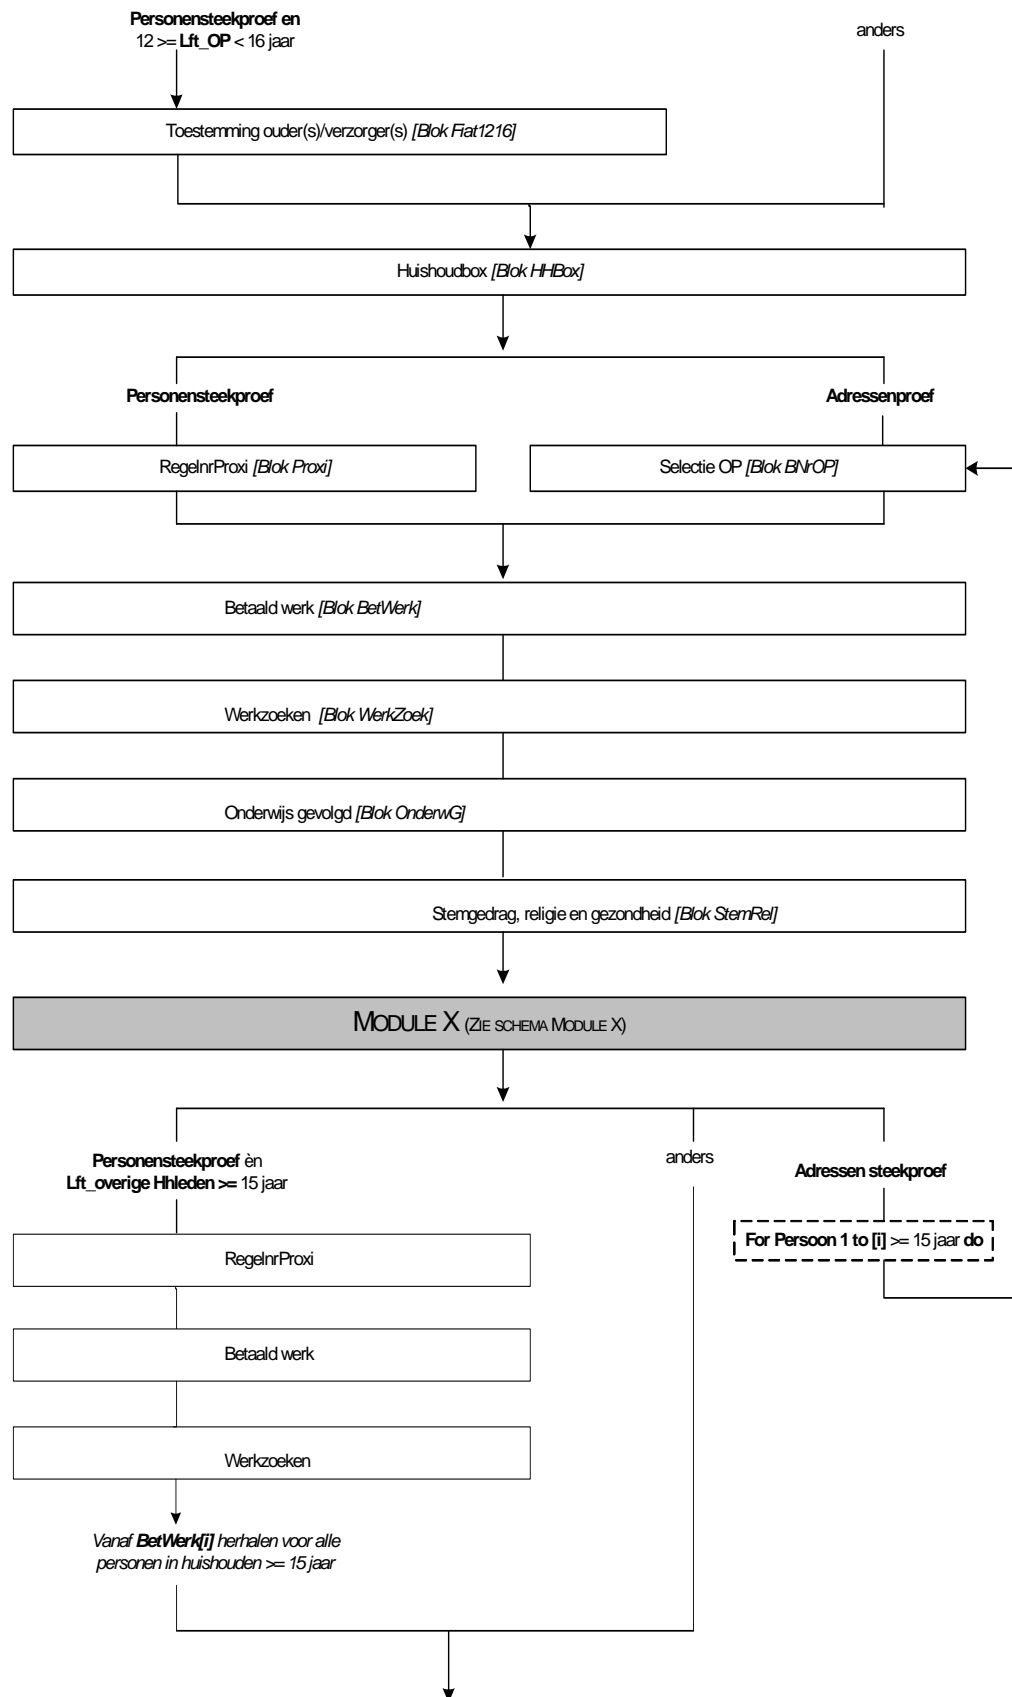 Personensteekproef en
12 >= Lft_OP < 16 jaar
anders
Toestemming ouder(s)/verzorger(s) [Blok Fiat1216]
Huishoudbox [Blok HHBox]
Personensteekproef
Adressenproef
RegelnrProxi [Blok Proxi]
Selectie OP [Blok BNrOP]
Betaald werk [Blok BetWerk]
Werkzoeken [Blok WerkZoek]
Onderwijs gevolgd [Blok OnderwG]
Stemgedrag, religie en gezondheid [Blok StemRel]
MODULE X (ZIE SCHEMA MODULE X)
Personensteekproef èn
Lft_overige Hhleden >= 15 jaar
anders
Adressen steekproef
For Persoon 1 to [i] >= 15 jaar do
RegelnrProxi
Betaald werk
Werkzoeken
Vanaf BetWerk[i] herhalen voor alle
personen in huishouden >= 15 jaar